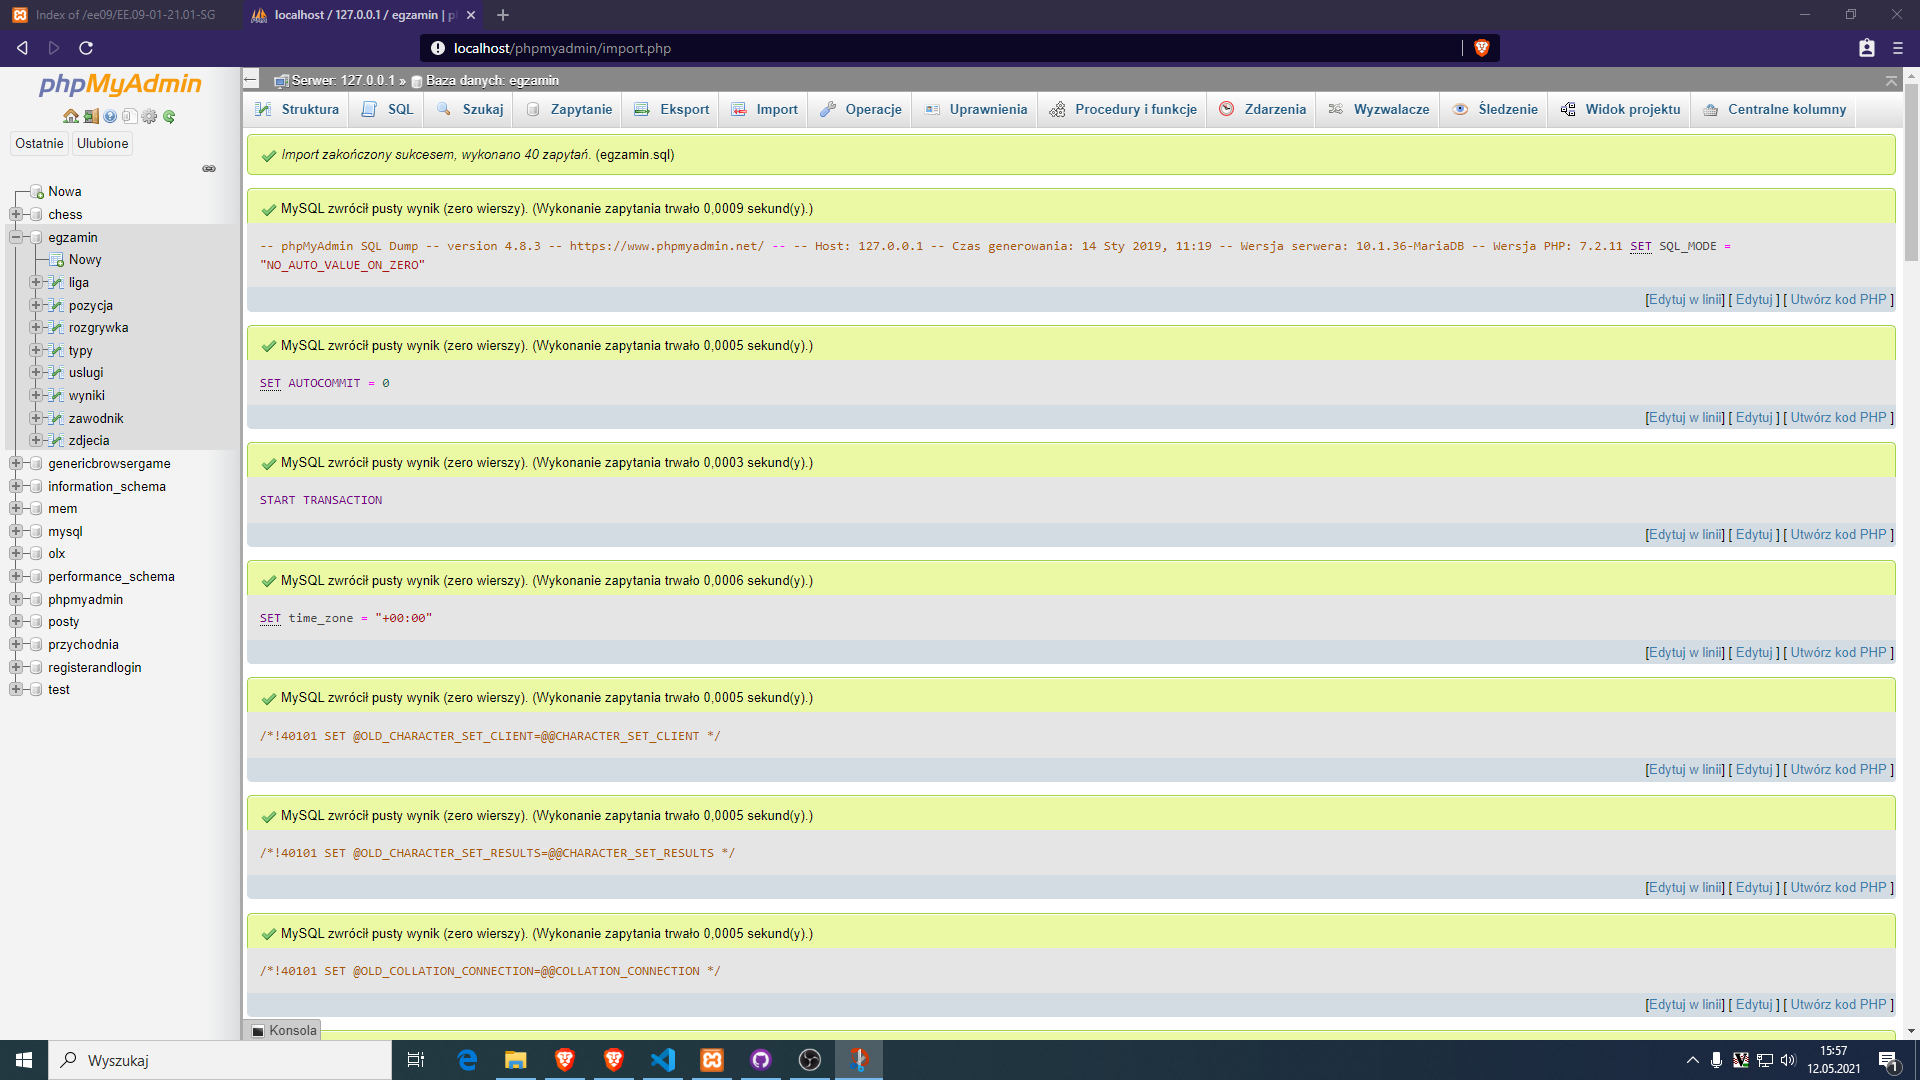 Index of /ee09/EE.09-01-21.01-SG
localhost / 127.0.0.1 / egzamin | p
localhost/phpmyadmin/import.php
phpMyAdmin
Ostatnie Ulubione
Nowa
chess
egzamin
Nowy
liga
pozycja
rozgrywka
typy
uslugi
wyniki
zawodnik
zdjecia
genericbrowsergame
information_schema
mem
mysql
olx
performance_schema
phpmyadmin
posty
przychodnia
registerandlogin
test
Serwer: 127.0.0.1 » Baza danych: egzamin
Struktura SQL Szukaj Zapytanie Eksport Import Operacje Uprawnienia Procedury i funkcje Zdarzenia Wyzwalacze Śledzenie Widok projektu Centralne kolumny
Import zakończony sukcesem, wykonano 40 zapytań. (egzamin.sql)
MySQL zwrócił pusty wynik (zero wierszy). (Wykonanie zapytania trwało 0,0009 sekund(y).)
-- phpMyAdmin SQL Dump -- version 4.8.3 -- https://www.phpmyadmin.net/ -- -- Host: 127.0.0.1 -- Czas generowania: 14 Sty 2019, 11:19 -- Wersja serwera: 10.1.36-MariaDB -- Wersja PHP: 7.2.11 SET SQL_MODE =
"NO_AUTO_VALUE_ON_ZERO"
[Edytuj w linii] [ Edytuj ] [ Utwórz kod PHP ]
MySQL zwrócił pusty wynik (zero wierszy). (Wykonanie zapytania trwało 0,0005 sekund(y).)
SET AUTOCOMMIT = 0
[Edytuj w linii] [ Edytuj ] [ Utwórz kod PHP ]
MySQL zwrócił pusty wynik (zero wierszy). (Wykonanie zapytania trwało 0,0003 sekund(y).)
START TRANSACTION
[Edytuj w linii] [ Edytuj ] [ Utwórz kod PHP ]
MySQL zwrócił pusty wynik (zero wierszy). (Wykonanie zapytania trwało 0,0006 sekund(y).)
SET time_zone = "+00:00"
[Edytuj w linii] [ Edytuj ] [ Utwórz kod PHP ]
MySQL zwrócił pusty wynik (zero wierszy). (Wykonanie zapytania trwało 0,0005 sekund(y).)
/*!40101 SET @OLD_CHARACTER_SET_CLIENT=@@CHARACTER_SET_CLIENT */
[Edytuj w linii] [ Edytuj ] [ Utwórz kod PHP ]
MySQL zwrócił pusty wynik (zero wierszy). (Wykonanie zapytania trwało 0,0005 sekund(y).)
/*!40101 SET @OLD_CHARACTER_SET_RESULTS=@@CHARACTER_SET_RESULTS */
[Edytuj w linii] [ Edytuj ] [ Utwórz kod PHP ]
MySQL zwrócił pusty wynik (zero wierszy). (Wykonanie zapytania trwało 0,0005 sekund(y).)
/*!40101 SET @OLD_COLLATION_CONNECTION=@@COLLATION_CONNECTION */
[Edytuj w linii] [ Edytuj ] [ Utwórz kod PHP ]
Konsola
Wyszukaj
15:57
12.05.2021
1